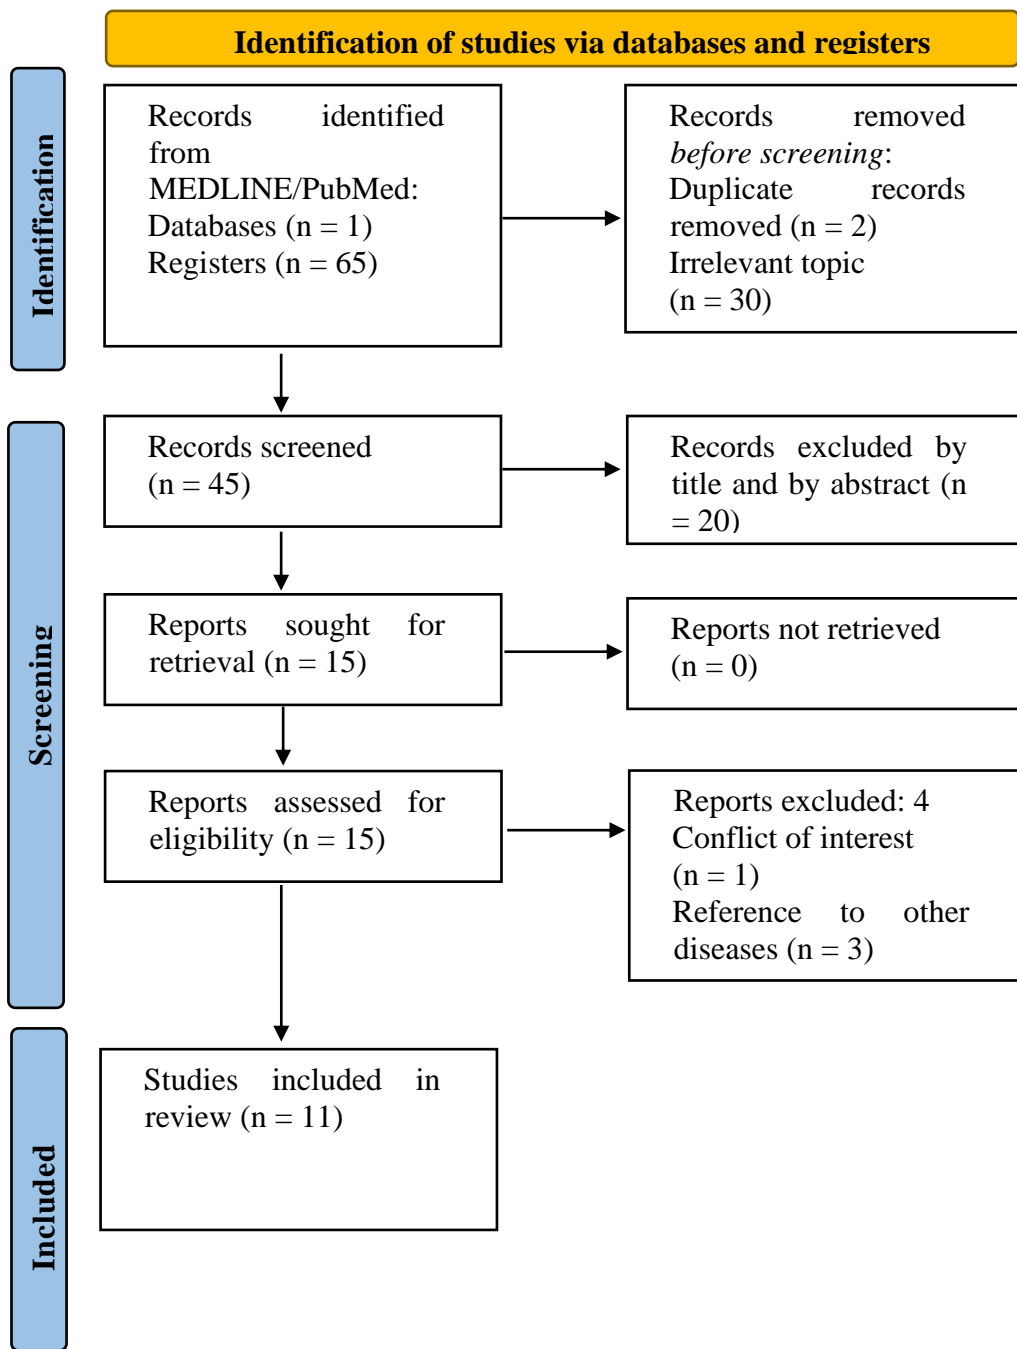 Identification of studies via databases and registers
Identification
Records identified
from
MEDLINE/PubMed:
Databases (n = 1)
Registers (n = 65)
Records removed
before screening:
Duplicate records
removed (n = 2)
Irrelevant topic
(n = 30)
Screening
Records screened
(n = 45)
Records excluded by
title and by abstract (n
= 20)
Reports sought for
retrieval (n = 15)
Reports not retrieved
(n = 0)
Reports assessed for
eligibility (n = 15)
Reports excluded: 4
Conflict of interest
(n = 1)
Reference to other
diseases (n = 3)
Included
Studies included in
review (n = 11)